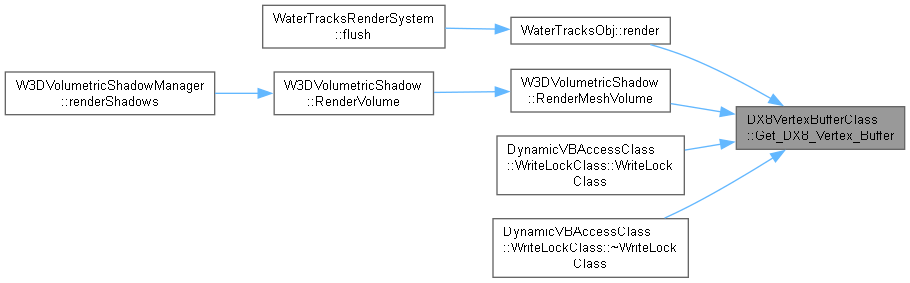 WaterTracksRenderSystem
::flush
WaterTracksObj::render
W3DVolumetricShadowManager
::renderShadows
W3DVolumetricShadow
::RenderVolume
W3DVolumetricShadow
::RenderMeshVolume
DX8VertexBufferClass
::Get_DX8_Vertex_Buffer
DynamicVBAccessClass
::WriteLockClass::WriteLock
Class
DynamicVBAccessClass
::WriteLockClass::~WriteLock
Class